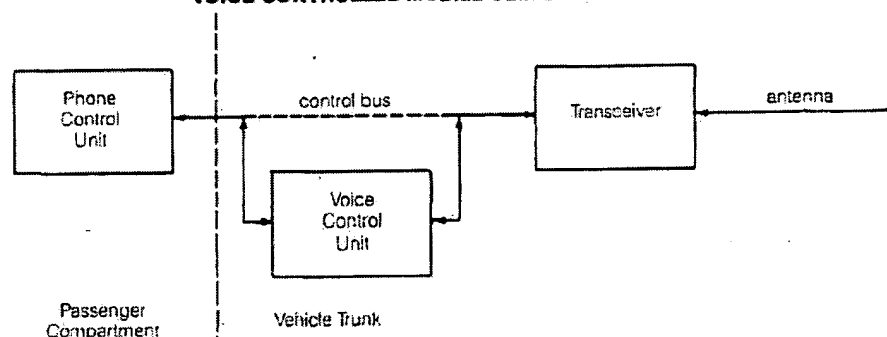 Phone
Control
Unit
control bus
Transceiver
antenna
Voice
Control
Unit
Passenger
Compartment
Vehicle Trunk